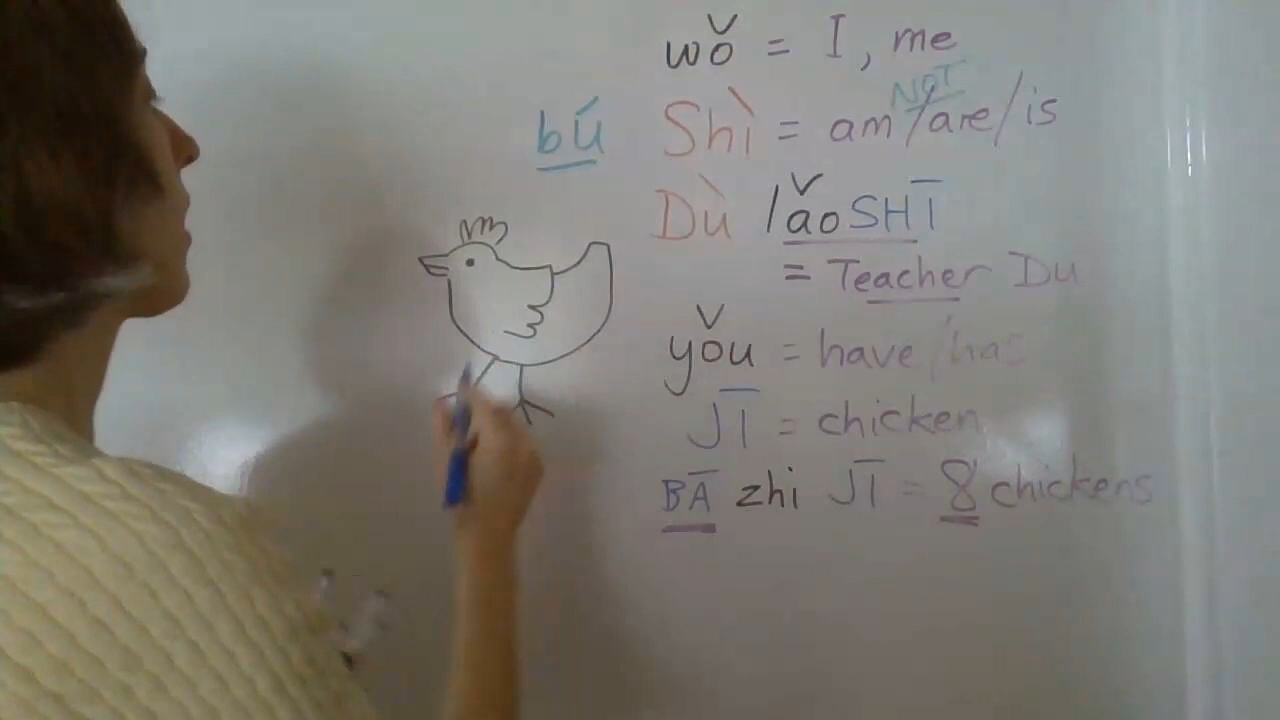 wǒ = I, me
NOT
bú Shì = am/are/is
Dù lǎoSHĪ
= Teacher Du
yǒu = have/has
JĪ = chicken
BĀ zhi JĪ = 8 chickens